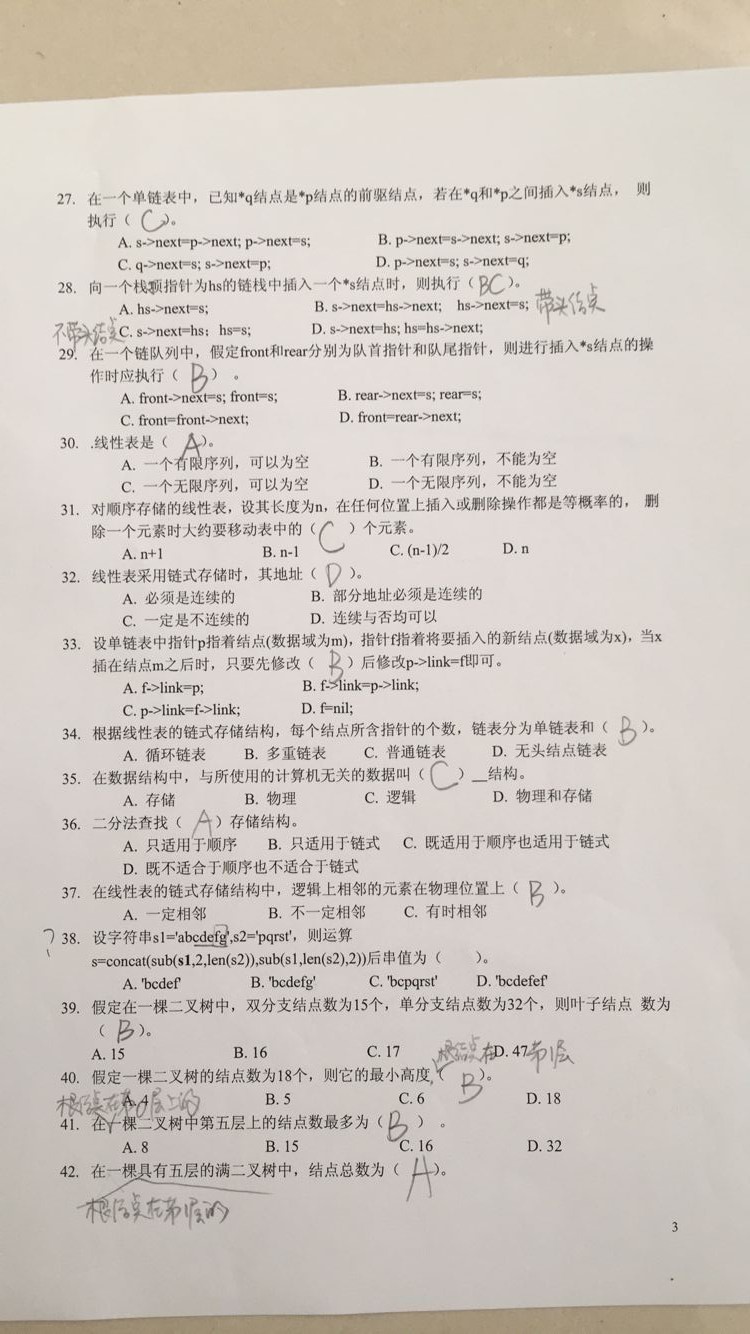 27. 在一个单链表中，已知*q结点是*p结点的前驱结点，若在*q和*p之间插入*s结点， 则
执行（ C ）。
A. s->next=p->next; p->next=s; B. p->next=s->next; s->next=p;
C. q->next=s; s->next=p; D. p->next=s; s->next=q;
28. 向一个栈顶指针为hs的链栈中插入一个*s结点时，则执行（ BC ）。
A. hs->next=s; B. s->next=hs->next; hs->next=s; 带头结点
不带头结点 C. s->next=hs；hs=s; D. s->next=hs; hs=hs->next;
29. 在一个链队列中，假定front和rear分别为队首指针和队尾指针，则进行插入*s结点的操
作时应执行（ B ） 。
A. front->next=s; front=s; B. rear->next=s; rear=s;
C. front=front->next; D. front=rear->next;
30. .线性表是（ A ）。
A. 一个有限序列，可以为空 B. 一个有限序列，不能为空
C. 一个无限序列，可以为空 D. 一个无限序列，不能为空
31. 对顺序存储的线性表，设其长度为n，在任何位置上插入或删除操作都是等概率的， 删
除一个元素时大约要移动表中的（ C ）个元素。
A. n+1 B. n-1 C. (n-1)/2 D. n
32. 线性表采用链式存储时，其地址（ D ）。
A. 必须是连续的 B. 部分地址必须是连续的
C. 一定是不连续的 D. 连续与否均可以
33. 设单链表中指针p指着结点(数据域为m)，指针f指着将要插入的新结点(数据域为x)，当x
插在结点m之后时，只要先修改（ B ）后修改p->link=f即可。
A. f->link=p; B. f->link=p->link;
C. p->link=f->link; D. f=nil;
34. 根据线性表的链式存储结构，每个结点所含指针的个数，链表分为单链表和（ B ）。
A. 循环链表 B. 多重链表 C. 普通链表 D. 无头结点链表
35. 在数据结构中，与所使用的计算机无关的数据叫（ C ）__结构。
A. 存储 B. 物理 C. 逻辑 D. 物理和存储
36. 二分法查找（ A ）存储结构。
A. 只适用于顺序 B. 只适用于链式 C. 既适用于顺序也适用于链式
D. 既不适合于顺序也不适合于链式
37. 在线性表的链式存储结构中，逻辑上相邻的元素在物理位置上（ B ）。
A. 一定相邻 B. 不一定相邻 C. 有时相邻
? 38. 设字符串s1='abcdefg',s2='pqrst'，则运算
s=concat(sub(s1,2,len(s2)),sub(s1,len(s2),2))后串值为（ ）。
A. 'bcdef' B. 'bcdefg' C. 'bcpqrst' D. 'bcdefef'
39. 假定在一棵二叉树中，双分支结点数为15个，单分支结点数为32个，则叶子结点 数为
（ B ）。
A. 15 B. 16 C. 17 D. 47
根结点在第1层
40. 假定一棵二叉树的结点数为18个，则它的最小高度（ B ）。
A. 4 B. 5 C. 6 D. 18
41. 在一棵二叉树中第五层上的结点数最多为（ B ） 。
A. 8 B. 15 C. 16 D. 32
42. 在一棵具有五层的满二叉树中，结点总数为（ A ）。
根结点在第1层的
3